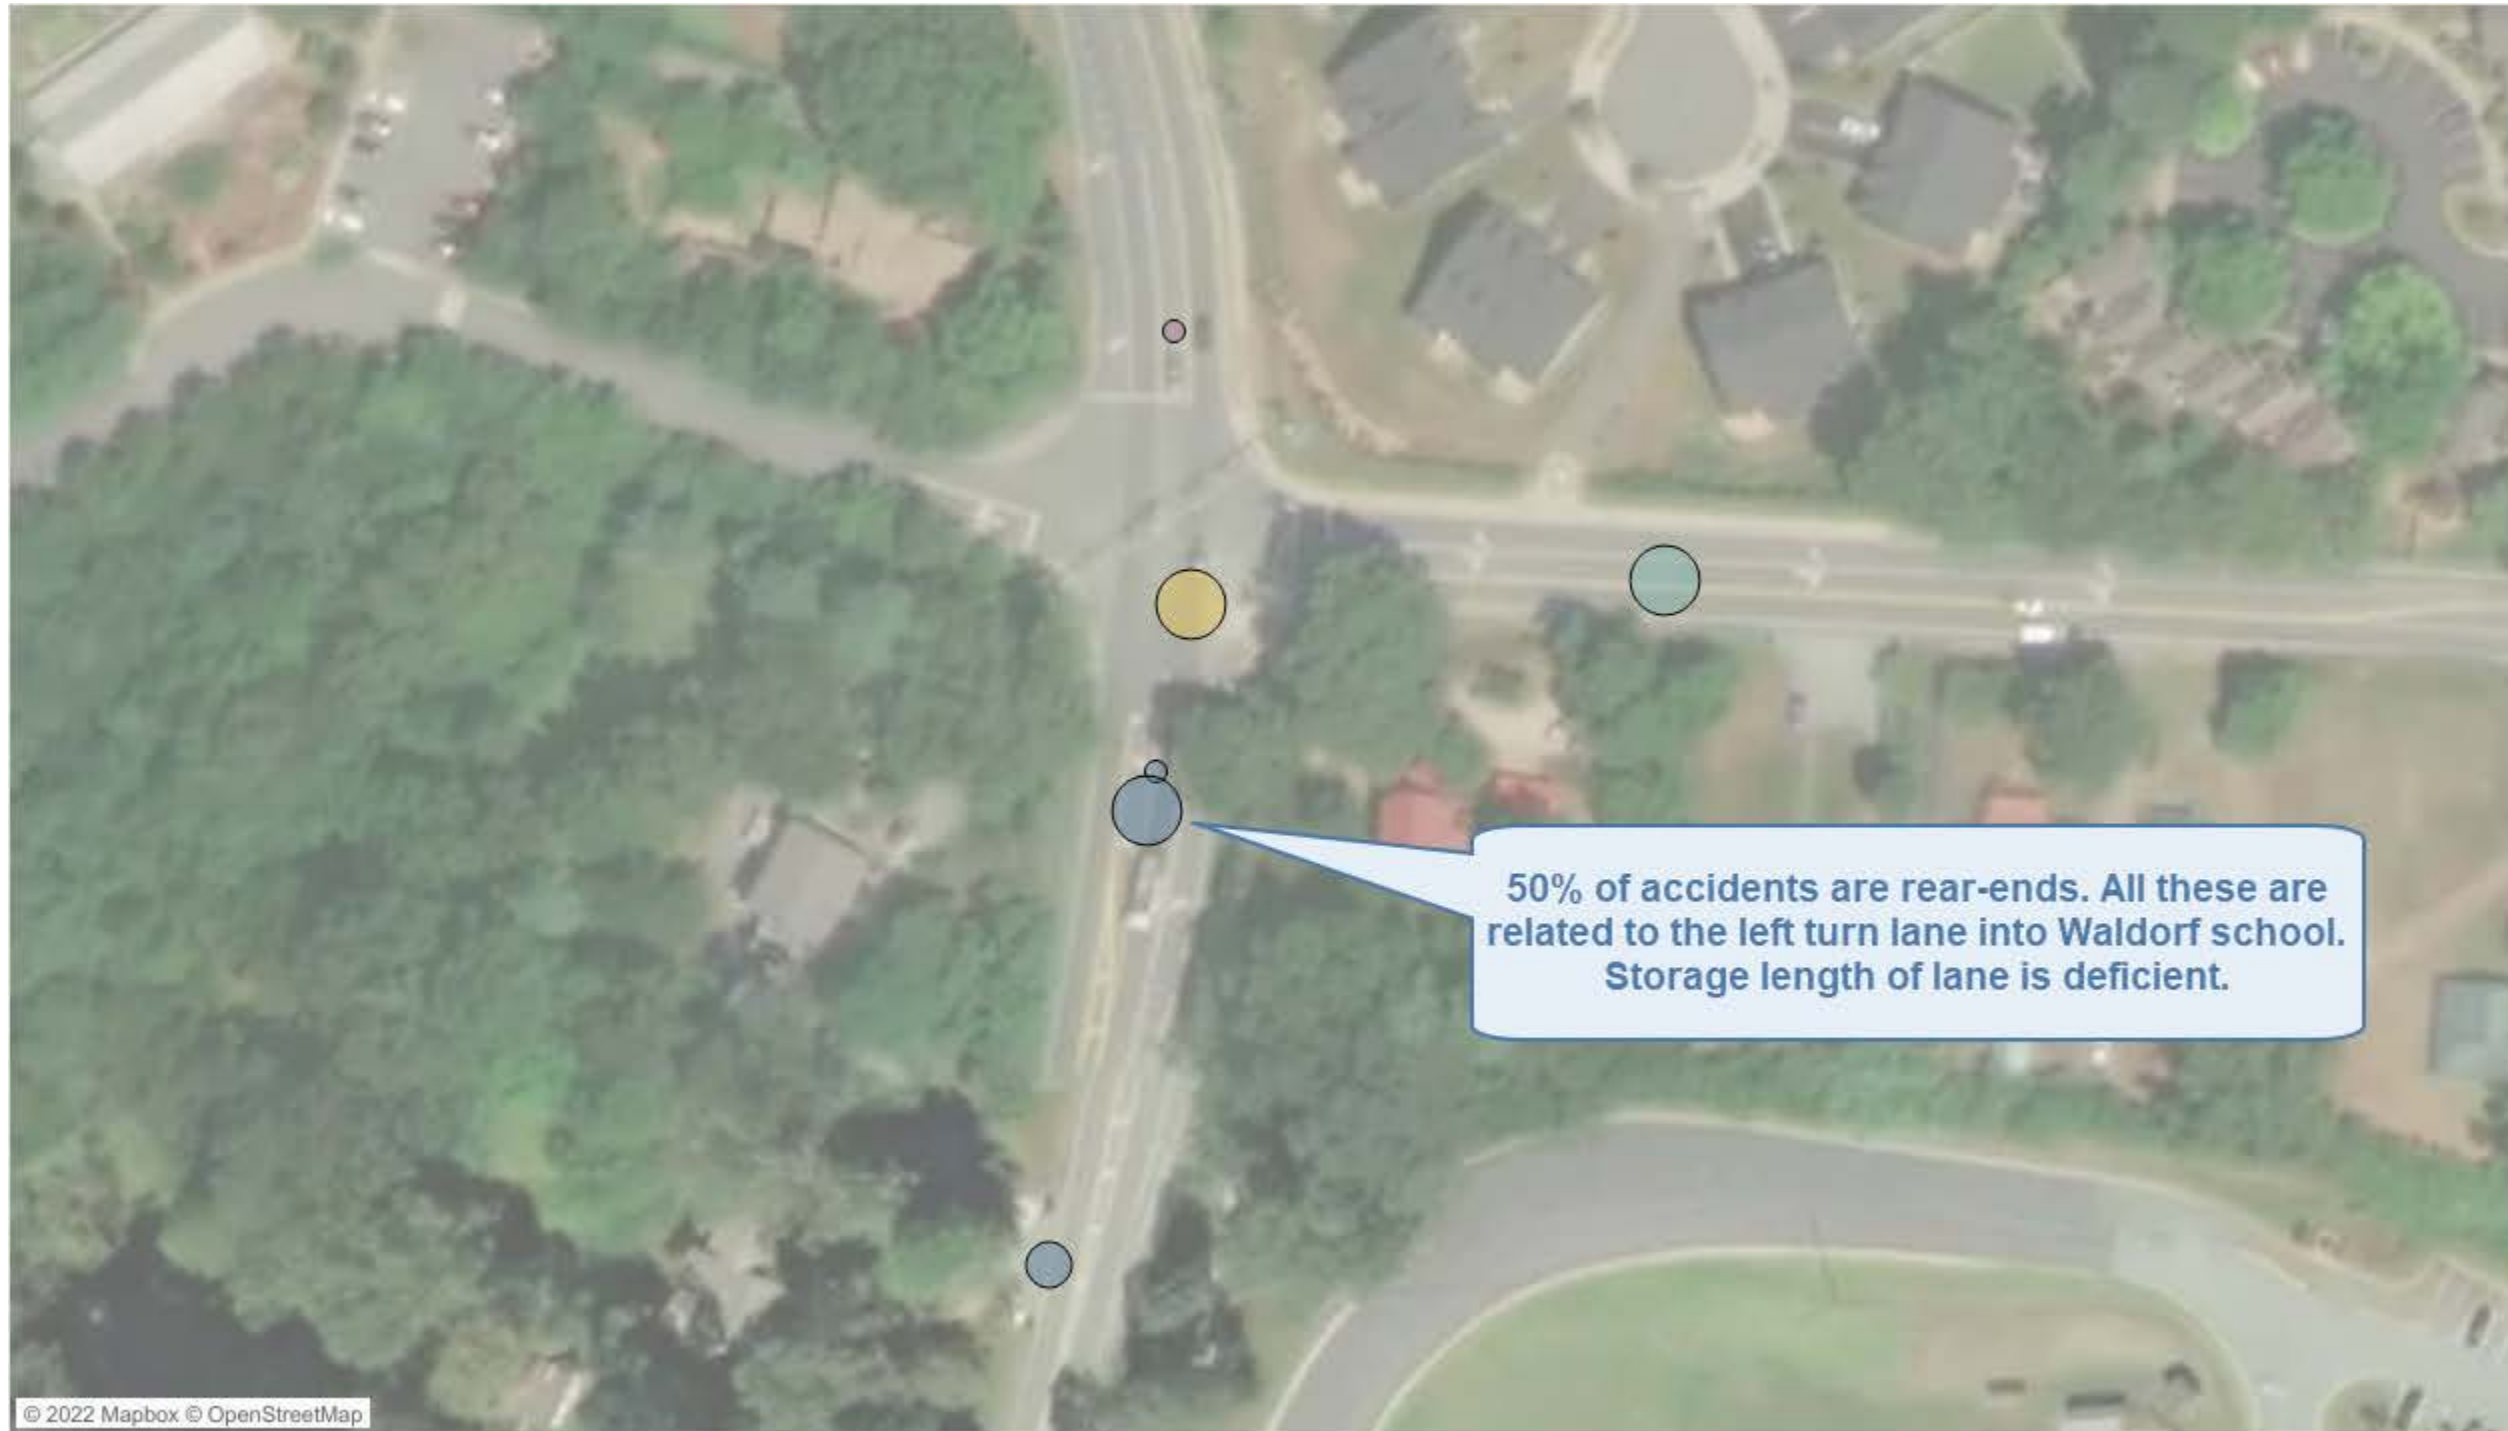 50% of accidents are rear-ends. All these are
related to the left turn lane into Waldorf school.
Storage length of lane is deficient.
© 2022 Mapbox © OpenStreetMap